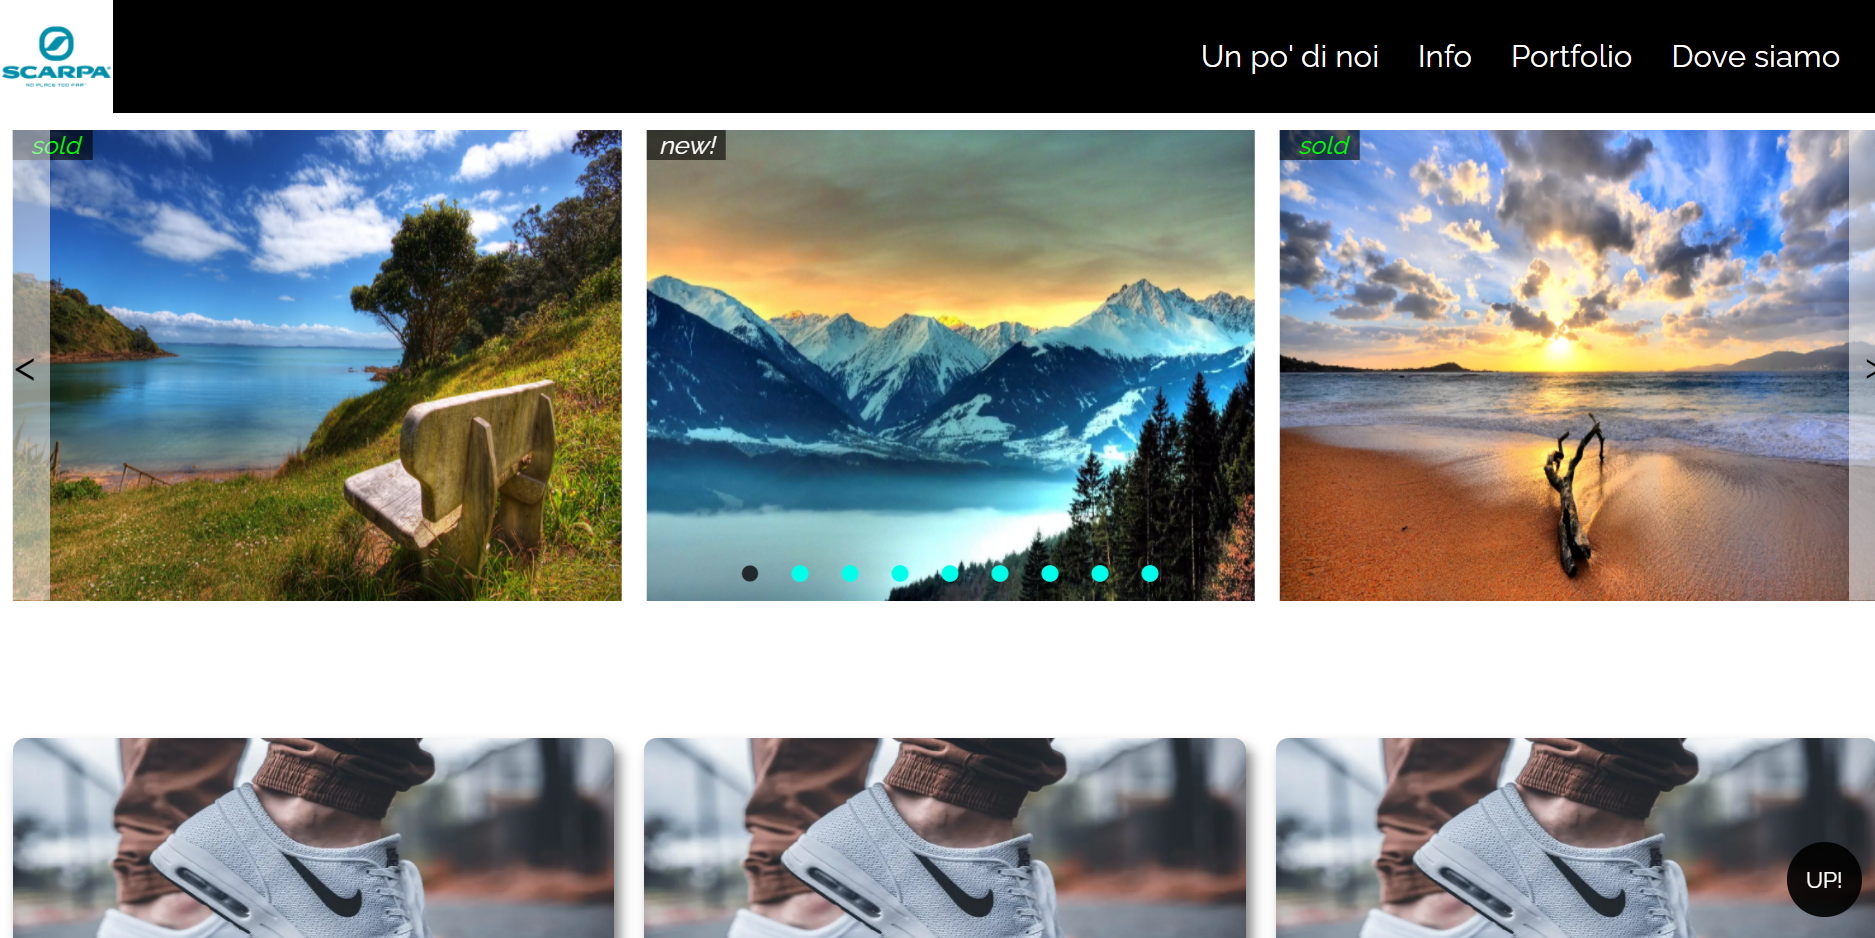 SCARPA
NO PLACE TOO FAR
Un po' di noi Info Portfolio Dove siamo
sold
new!
sold
<
>
UP!